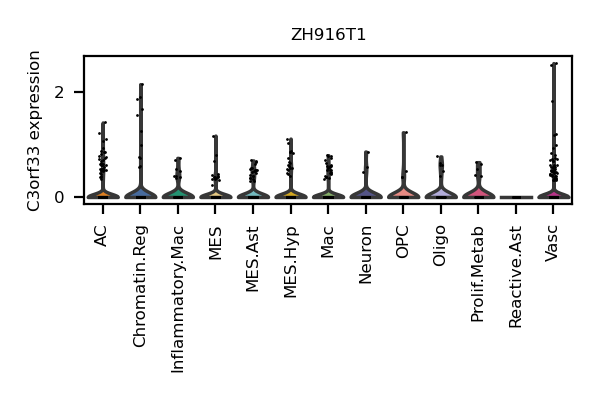 ZH916T1
C3orf33 expression
2
0
AC
Chromatin.Reg
Inflammatory.Mac
MES
MES.Ast
MES.Hyp
Mac
Neuron
OPC
Oligo
Prolif.Metab
Reactive.Ast
Vasc